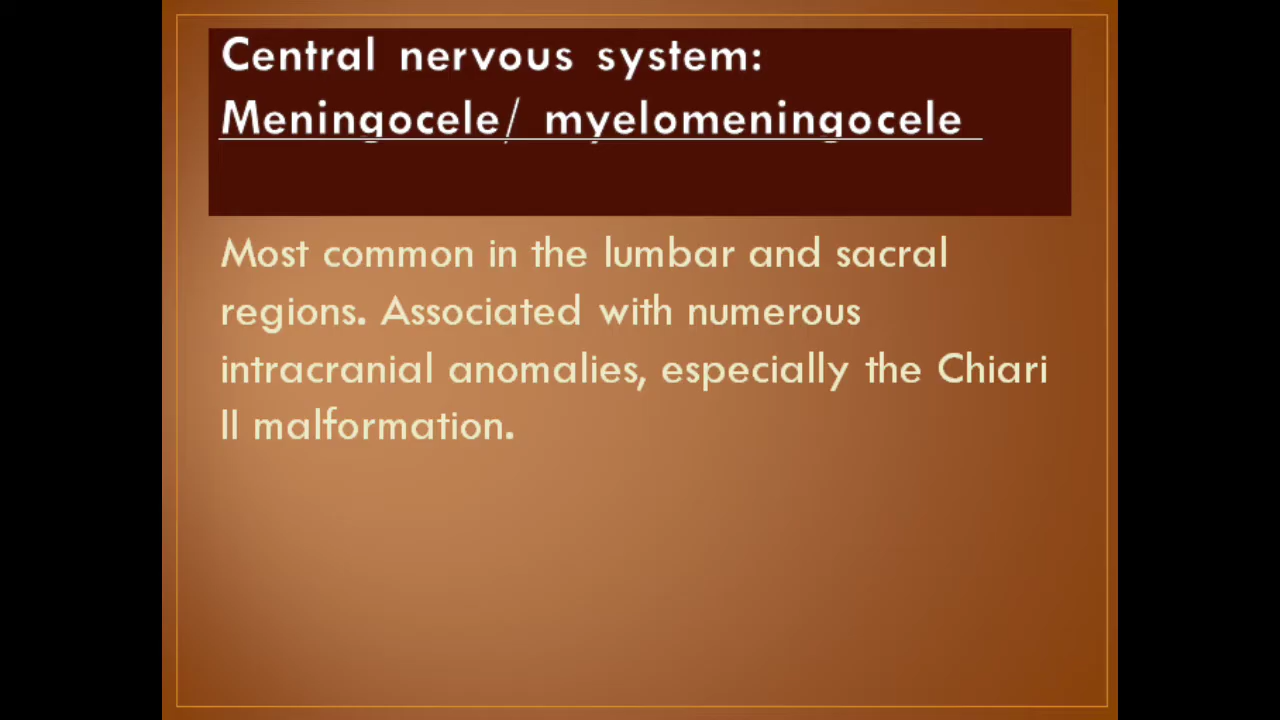 Central nervous system:
Meningocele/ myelomeningocele
Most common in the lumbar and sacral
regions. Associated with numerous
intracranial anomalies, especially the Chiari
II malformation.